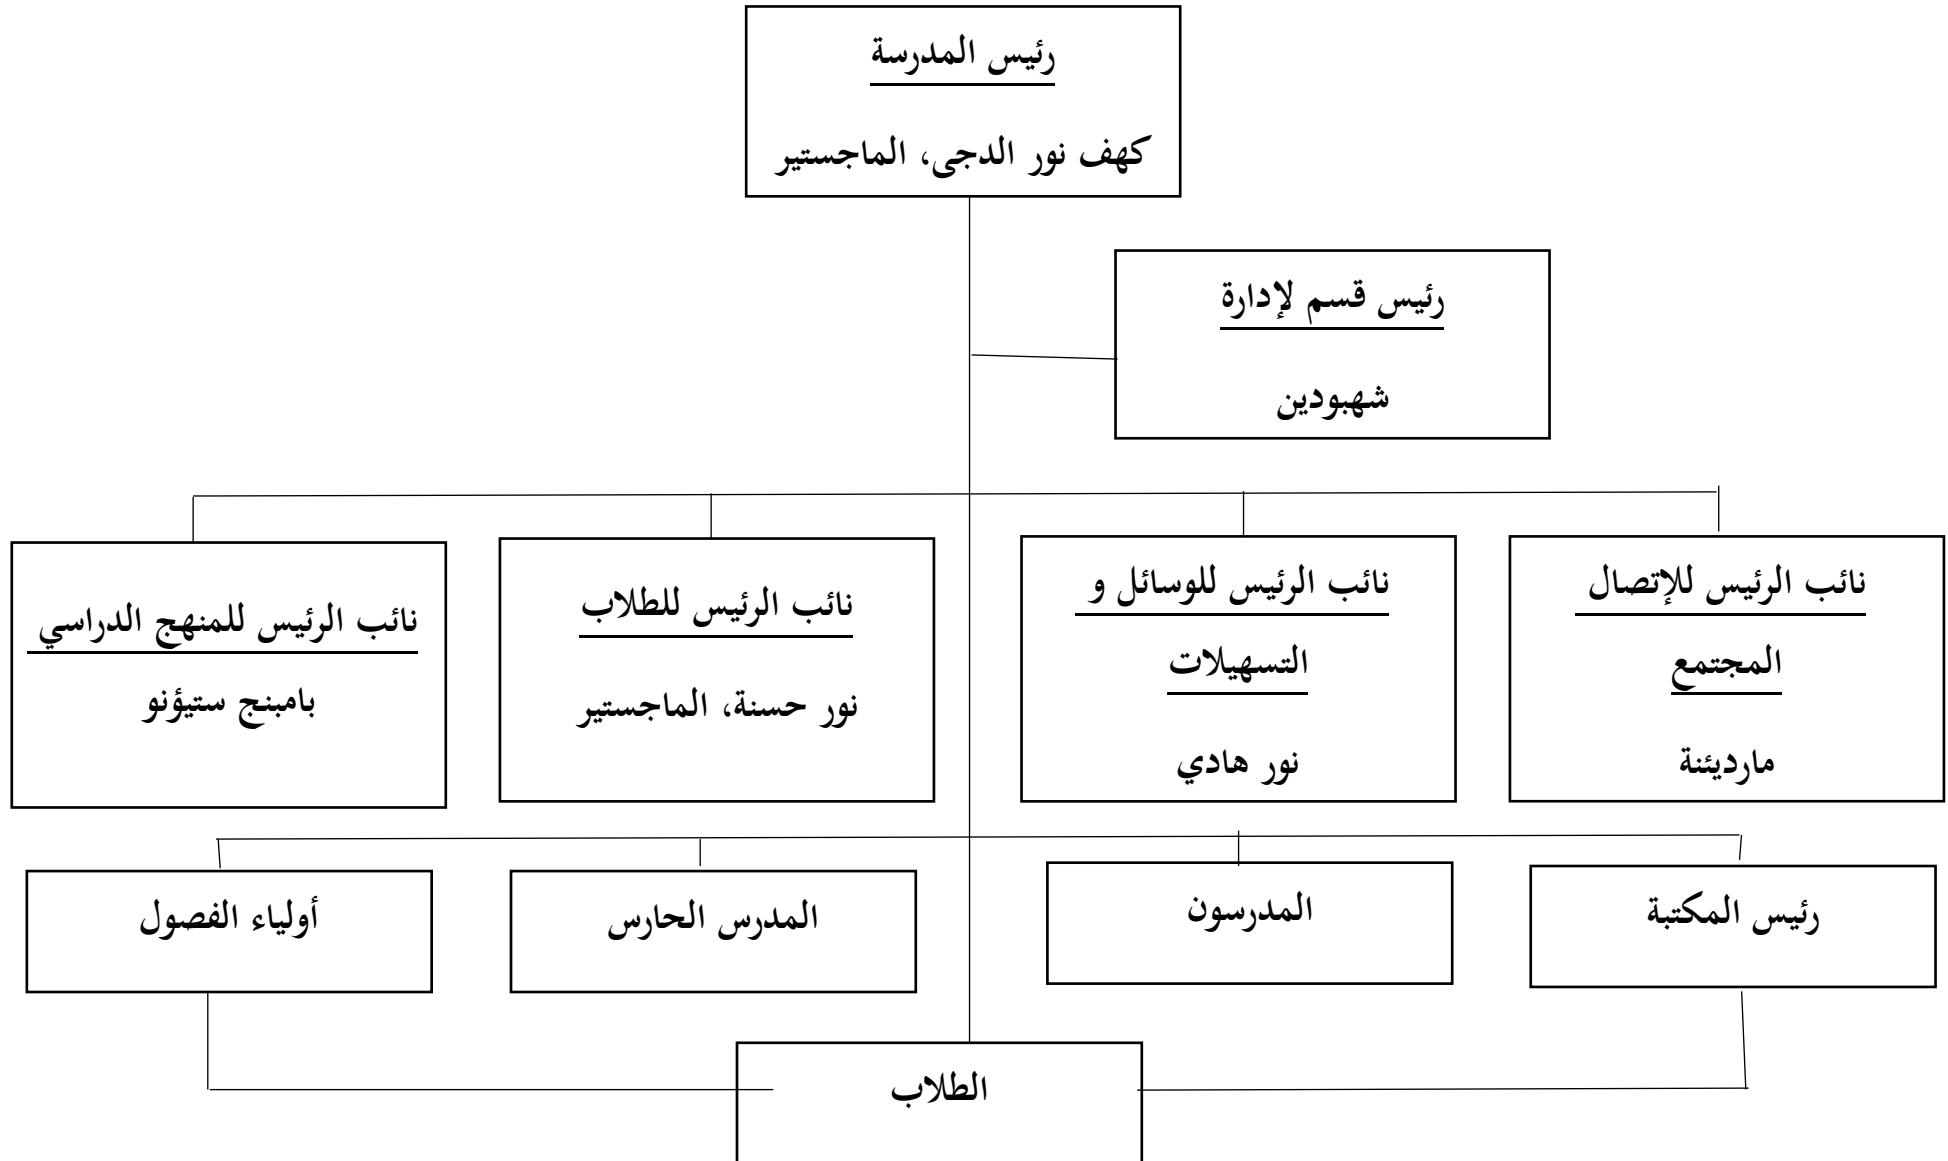 رئيس المدرسة
كهف نور الدجى، الماجستير
رئيس قسم لإدارة
شهبودين
نائب الرئيس للإتصال
المجتمع
مارديئنة
نائب الرئيس للوسائل و
التسهيلات
نور هادي
نائب الرئيس للطلاب
نور حسنة، الماجستير
نائب الرئيس للمنهج الدراسي
بامبنج ستيؤنو
رئيس المكتبة
المدرسون
المدرس الحارس
أولياء الفصول
الطلاب